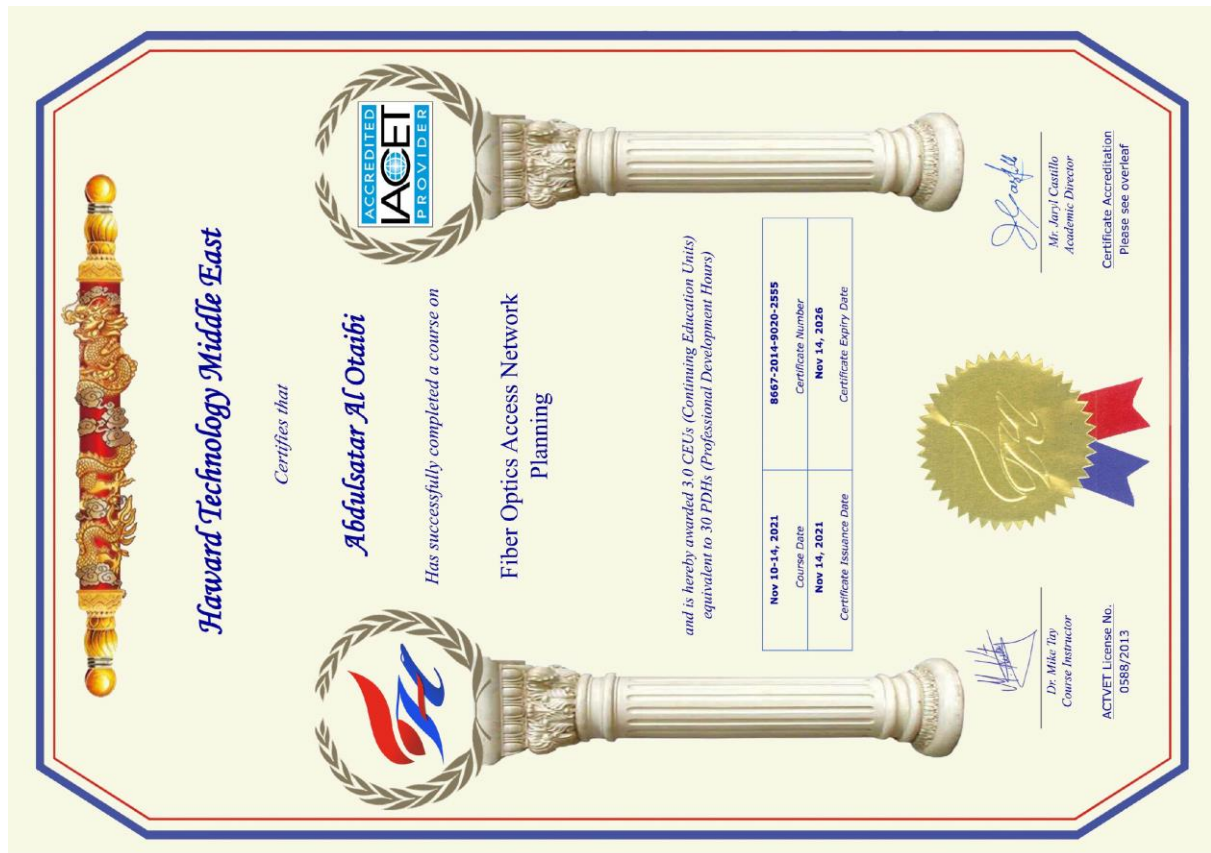 Haward Technology Middle East
Certifies that
ACCREDITED
IACET
PROVIDER
Abdulsatar Al Otaibi
Has successfully completed a course on
Fiber Optics Access Network
Planning
and is hereby awarded 3.0 CEUs (Continuing Education Units)
equivalent to 30 PDHs (Professional Development Hours)
Nov 10-14, 2021
8667-2014-9020-2555
Course Date
Certificate Number
Nov 14, 2021
Nov 14, 2026
Certificate Issuance Date
Certificate Expiry Date
Dr. Mike Tay
Course Instructor
Mr. Jaryl Castillo
Academic Director
ACTVET License No.
0588/2013
Certificate Accreditation
Please see overleaf